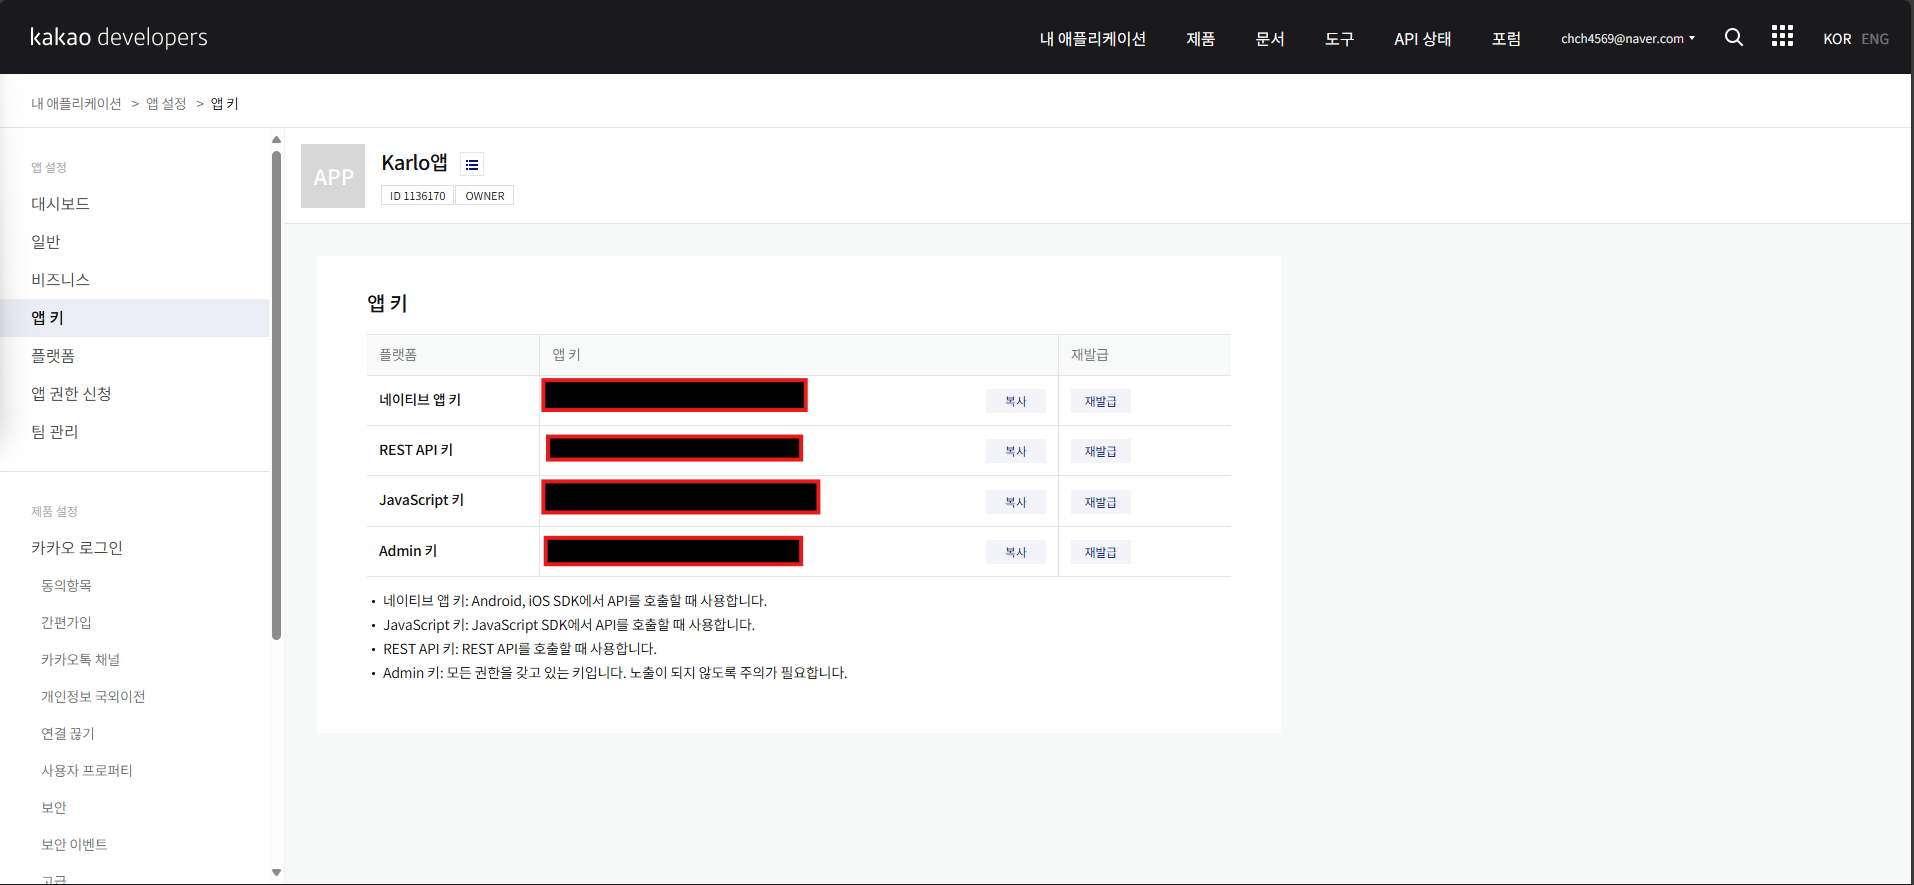 kakao developers
내 애플리케이션 제품 문서 도구 API 상태 포럼 chch4569@naver.com KOR ENG
내 애플리케이션 > 앱 설정 > 앱 키
앱 설정
대시보드
일반
비즈니스
앱 키
플랫폼
앱 권한 신청
팀 관리
제품 설정
카카오 로그인
동의항목
간편가입
카카오톡 채널
개인정보 국외이전
연결 끊기
사용자 프로퍼티
보안
보안 이벤트
고급
APP
Karlo앱
ID 1136170 OWNER
앱 키
플랫폼 앱 키 재발급
네이티브 앱 키 복사 재발급
REST API 키 복사 재발급
JavaScript 키 복사 재발급
Admin 키 복사 재발급
• 네이티브 앱 키: Android, iOS SDK에서 API를 호출할 때 사용합니다.
• JavaScript 키: JavaScript SDK에서 API를 호출할 때 사용합니다.
• REST API 키: REST API를 호출할 때 사용합니다.
• Admin 키: 모든 권한을 갖고 있는 키입니다. 노출이 되지 않도록 주의가 필요합니다.